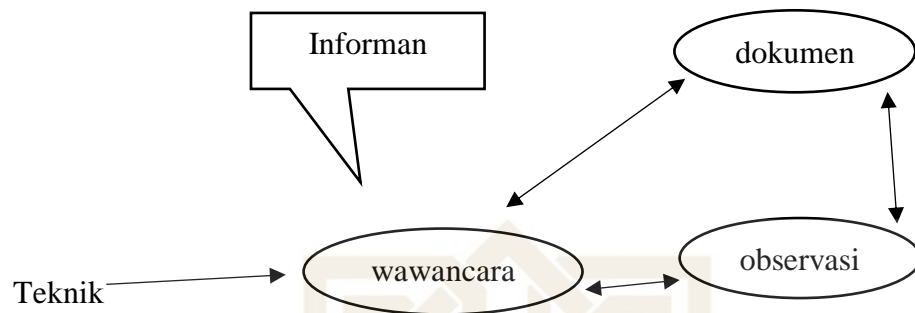 Informan
dokumen
wawancara
observasi
Teknik